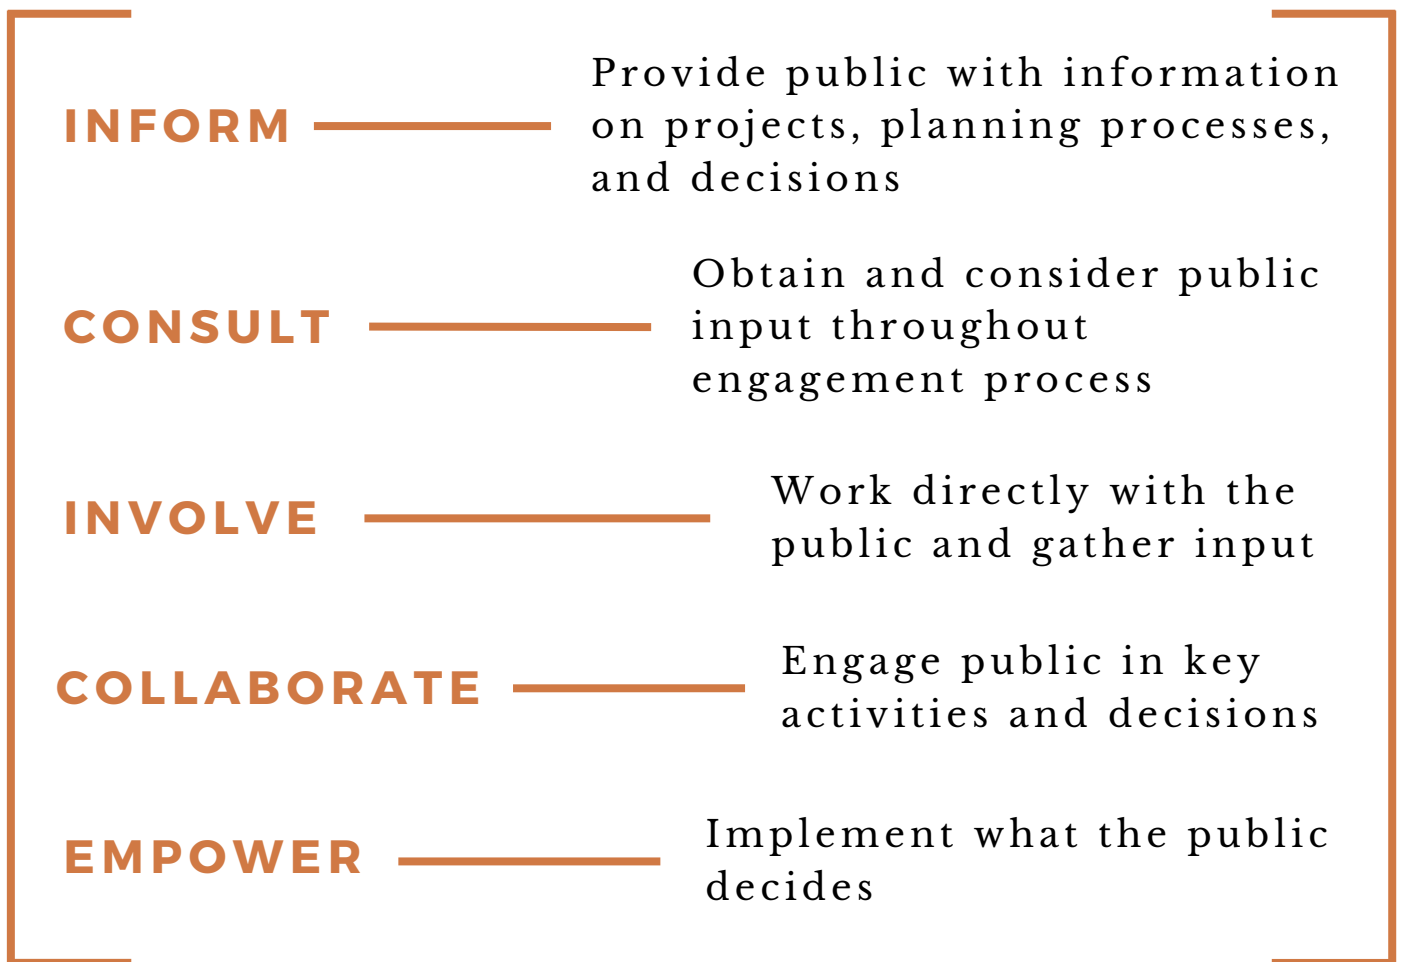 INFORM
Provide public with information
on projects, planning processes,
and decisions
CONSULT
Obtain and consider public
input throughout
engagement process
INVOLVE
Work directly with the
public and gather input
COLLABORATE
Engage public in key
activities and decisions
EMPOWER
Implement what the public
decides